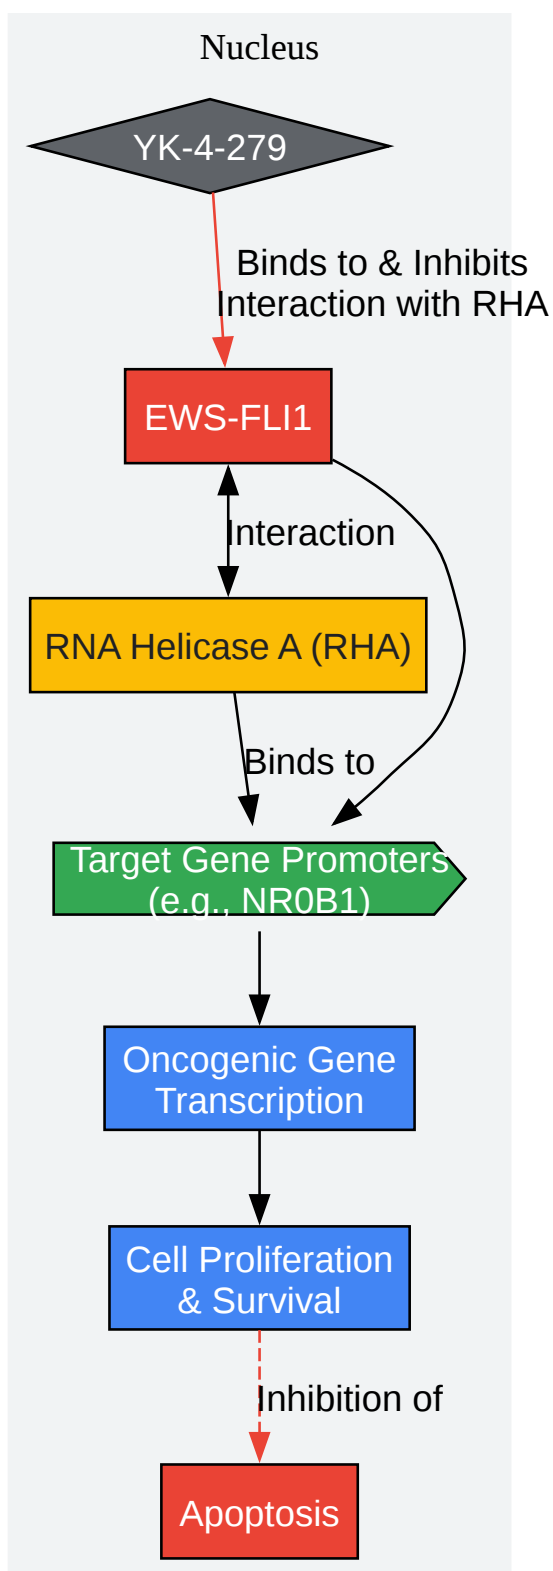 Nucleus
YK-4-279
Binds to & Inhibits
Interaction with RHA
EWS-FLI1
Interaction
RNA Helicase A (RHA)
Binds to
Target Gene Promoters
(e.g., NR0B1)
Oncogenic Gene
Transcription
Cell Proliferation
& Survival
Inhibition of
Apoptosis